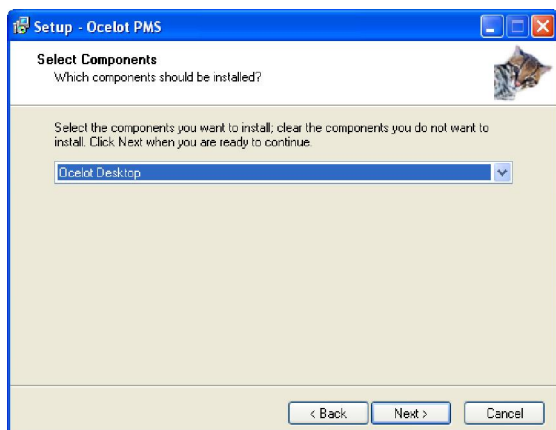 Setup - Ocelot PMS
Select Components
Which components should be installed?
Select the components you want to install; clear the components you do not want to
install. Click Next when you are ready to continue.
Ocelot Desktop
< Back
Next >
Cancel